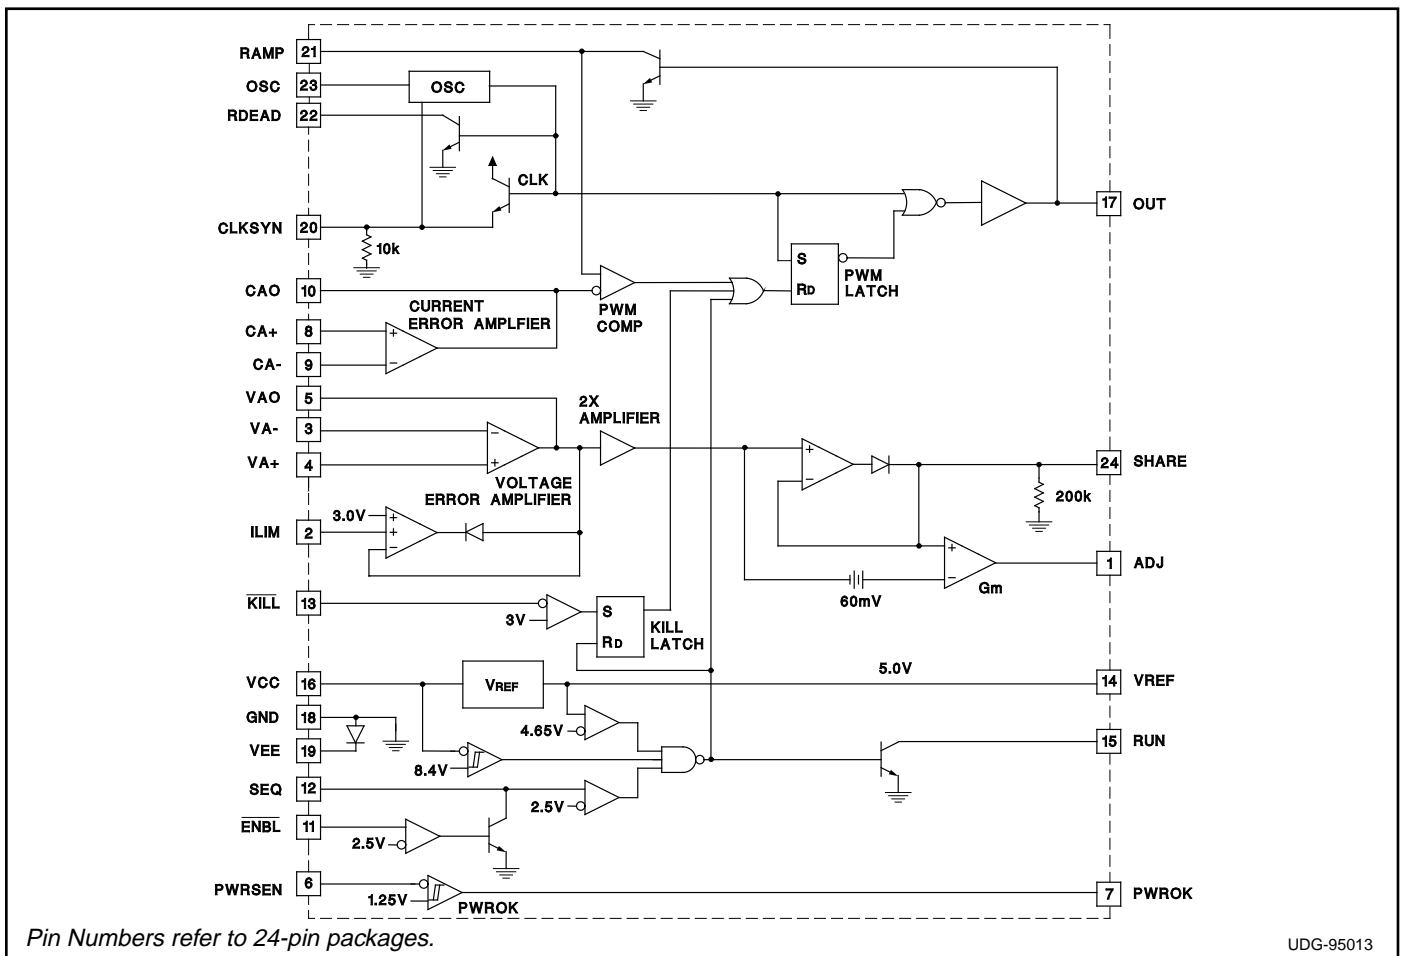 RAMP 21
OSC 23
OSC
RDEAD 22
CLK
CLKSYN 20
10k
17 OUT
S
RD
PWM
LATCH
CAO 10
CURRENT
ERROR AMPLFIER
PWM
COMP
CA+ 8
CA- 9
VAO 5
VA- 3
VA+ 4
-
+
+
-
VOLTAGE
ERROR AMPLIFIER
2X
AMPLIFIER
+
-
24 SHARE
200k
ILIM 2
3.0V
+
+
-
+
-
Gm
60mV
1 ADJ
KILL 13
3V
S
RD
KILL
LATCH
VCC 16
VREF
5.0V
14 VREF
GND 18
VEE 19
4.65V
8.4V
15 RUN
SEQ 12
2.5V
ENBL 11
2.5V
PWRSEN 6
1.25V
PWROK
7 PWROK
Pin Numbers refer to 24-pin packages.
UDG-95013